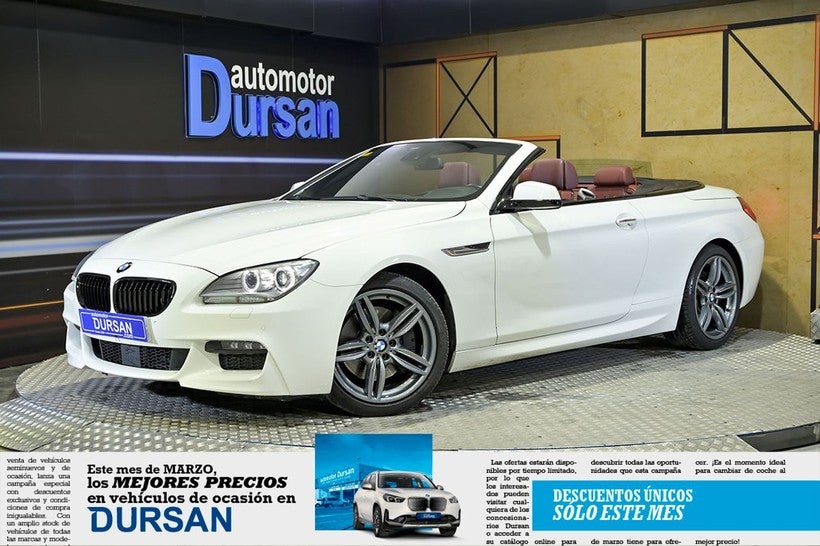 automotor
Dursan
automotor
DURSAN
.com
venta de vehículos
seminuevos y de
ocasión, lanza una
campaña especial
con descuentos
exclusivos y condi-
ciones de compra
inigualables. Con
un amplio stock de
vehículos de todas
las marcas y mode-
Este mes de MARZO,
los MEJORES PRECIOS
en vehículos de ocasión en
DURSAN
automotor Dursan
Las ofertas estarán dispo-
nibles por tiempo limitado,
por lo que
los interesa-
dos pueden
visitar cual-
quiera de los
concesiona-
rios Dursan
o acceder a
su catálogo
online para
descubrir todas las oportu-
nidades que esta campaña
de marzo tiene para ofre-
cer. ¡Es el momento ideal
para cambiar de coche al
mejor precio!
DESCUENTOS ÚNICOS
SÓLO ESTE MES